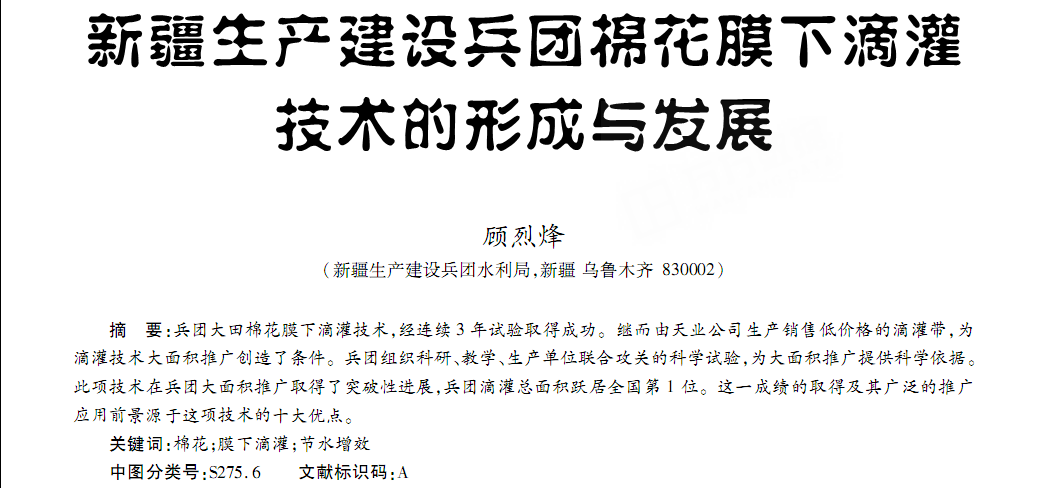 新疆生产建设兵团棉花膜下滴灌
技术的形成与发展
顾烈烽
(新疆生产建设兵团水利局,新疆 乌鲁木齐 830002)
摘 要:兵团大田棉花膜下滴灌技术,经连续3年试验取得成功。继而由天业公司生产销售低价格的滴灌带,为
滴灌技术大面积推广创造了条件。兵团组织科研、教学、生产单位联合攻关的科学试验,为大面积推广提供科学依据。
此项技术在兵团大面积推广取得了突破性进展,兵团滴灌总面积跃居全国第1位。这一成绩的取得及其广泛的推广
应用前景源于这项技术的十大优点。
关键词:棉花;膜下滴灌;节水增效
中图分类号:S275.6 文献标识码:A